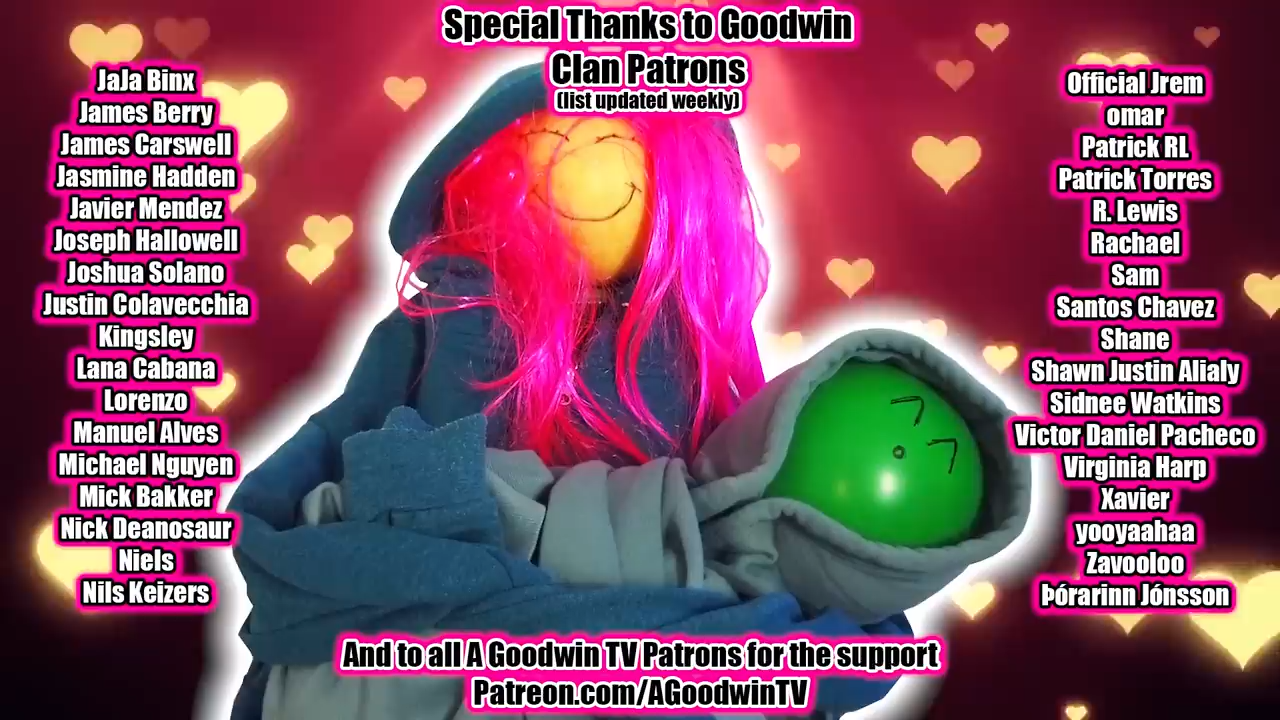 Special Thanks to Goodwin
Clan Patrons
(list updated weekly)
JaJa Binx
James Berry
James Carswell
Jasmine Hadden
Javier Mendez
Joseph Hallowell
Joshua Solano
Justin Colavecchia
Kingsley
Lana Cabana
Lorenzo
Manuel Alves
Michael Nguyen
Mick Bakker
Nick Deanosaur
Niels
Nils Keizers
Official Jrem
omar
Patrick RL
Patrick Torres
R. Lewis
Rachael
Sam
Santos Chavez
Shane
Shawn Justin Alialy
Sidnee Watkins
Victor Daniel Pacheco
Virginia Harp
Xavier
yooyaahaa
Zavooloo
Þórarinn Jónsson
And to all A Goodwin TV Patrons for the support
Patreon.com/AGoodwinTV